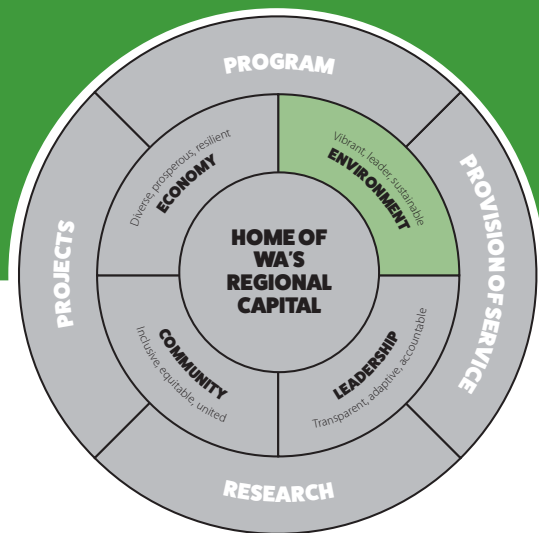 PROGRAM
PROVISION OF SERVICE
RESEARCH
PROJECTS
Diverse, prosperous, resilient
ECONOMY
Vibrant, leader, sustainable
ENVIRONMENT
HOME OF
WA'S
REGIONAL
CAPITAL
COMMUNITY
Inclusive, equitable, united
LEADERSHIP
Transparent, adaptive, accountable